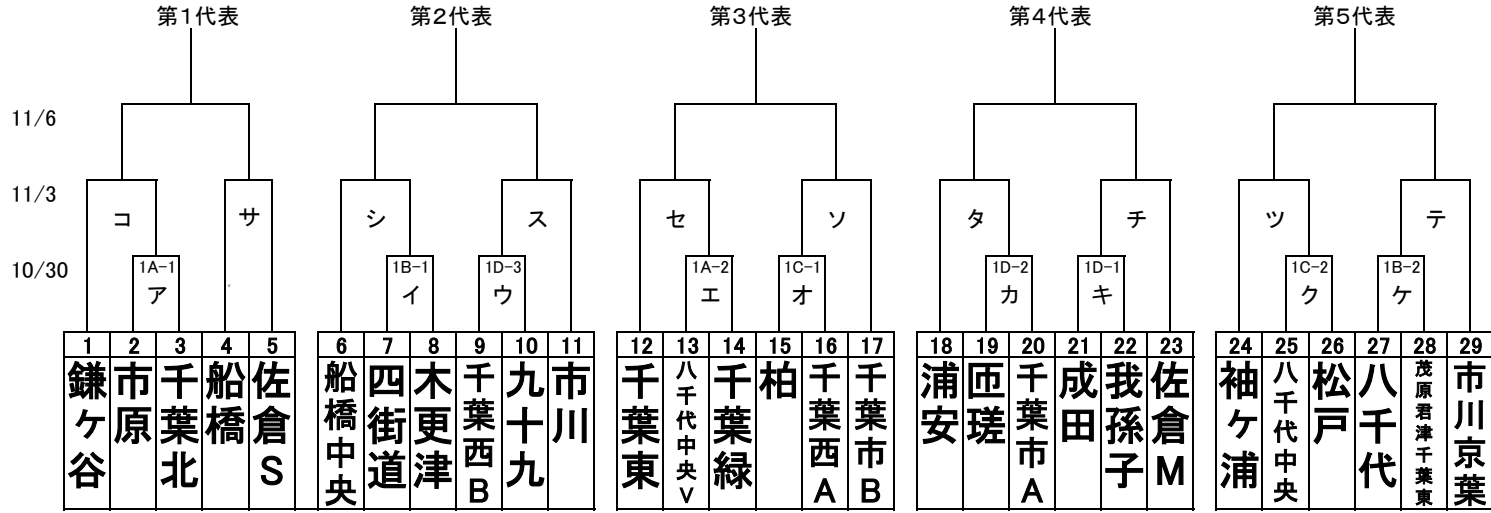 第1代表 第2代表 第3代表 第4代表 第5代表
11/6
11/3
コ サ シ ス セ ソ タ チ ツ テ
10/30
1A-1 1B-1 1D-3 1A-2 1C-1 1D-2 1D-1 1C-2 1B-2
ア イ ウ エ オ カ キ ク ケ
1 2 3 4 5 6 7 8 9 10 11 12 13 14 15 16 17 18 19 20 21 22 23 24 25 26 27 28 29
鎌ヶ谷
市原
千葉北
船橋
佐倉S
船橋中央
四街道
木更津
千葉西B
九十九
市川
千葉東
八千代中央V
千葉緑
柏
千葉西A
千葉市B
浦安
匝瑳
千葉市A
成田
我孫子
佐倉M
袖ヶ浦
八千代中央
松戸
八千代
茂原君津千葉東
市川京葉